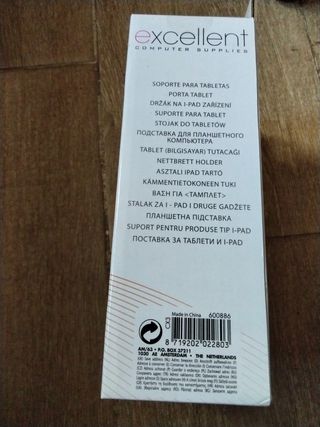 excellent
COMPUTER SUPPLIES
SOPORTE PARA TABLETAS
PORTA TABLET
DRŽÁK NA I-PAD ZAŘÍZENÍ
SUPORTE PARA TABLET
STOJAK DO TABLETÓW
ПОДСТАВКА ДЛЯ ПЛАНШЕТНОГО
КОМПЬЮТЕРА
TABLET (BILGISAYAR) TUTACAĞI
NETTBRETT HOLDER
ASZTALI IPAD TARTÓ
KÄMMENTIETOKONEEN TUKI
ΒΑΣΗ ΓΙΑ <ΤΑΜΠΛΕΤ>
STALAK ZA I - PAD I DRUGE GADŽETE
ПЛАНШЕТНА ПІДСТАВКА
SUPORT PENTRU PRODUSE TIP I-PAD
ПОСТАВКА ЗА ТАБЛЕТИ И I-PAD
Made in China 600886
8 719202 022803
AM/63 • P.O. BOX 37311
1030 AE AMSTERDAM • THE NETHERLANDS